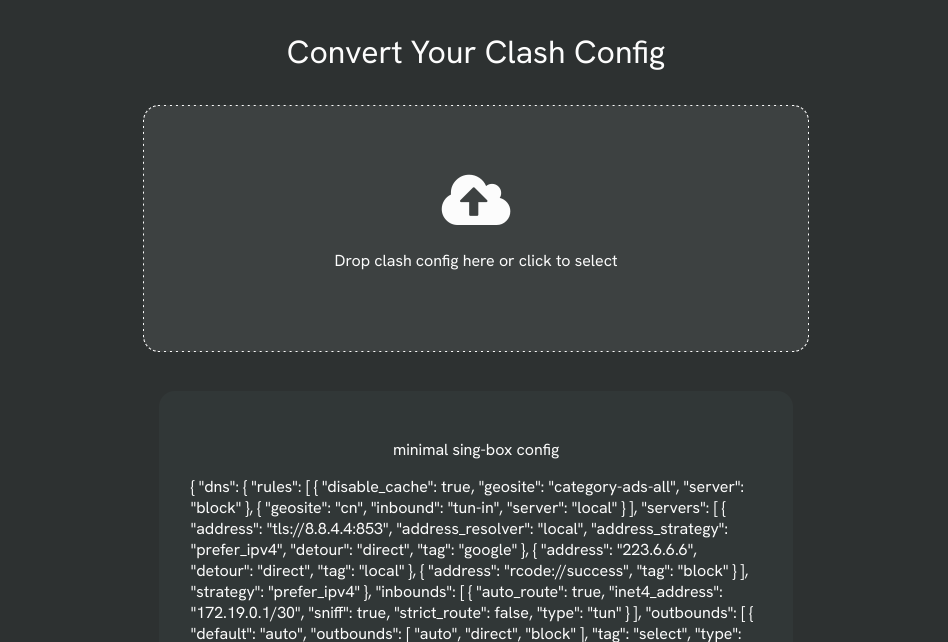 Convert Your Clash Config
Drop clash config here or click to select
minimal sing-box config
{ "dns": { "rules": [ { "disable_cache": true, "geosite": "category-ads-all", "server":
"block" }, { "geosite": "cn", "inbound": "tun-in", "server": "local" } ], "servers": [ {
"address": "tls://8.8.4.4:853", "address_resolver": "local", "address_strategy":
"prefer_ipv4", "detour": "direct", "tag": "google" }, { "address": "223.6.6.6",
"detour": "direct", "tag": "local" }, { "address": "rcode://success", "tag": "block" } ],
"strategy": "prefer_ipv4" }, "inbounds": [ { "auto_route": true, "inet4_address":
"172.19.0.1/30", "sniff": true, "strict_route": false, "type": "tun" } ], "outbounds": [ {
"default": "auto", "outbounds": [ "auto", "direct", "block" ], "tag": "select", "type":